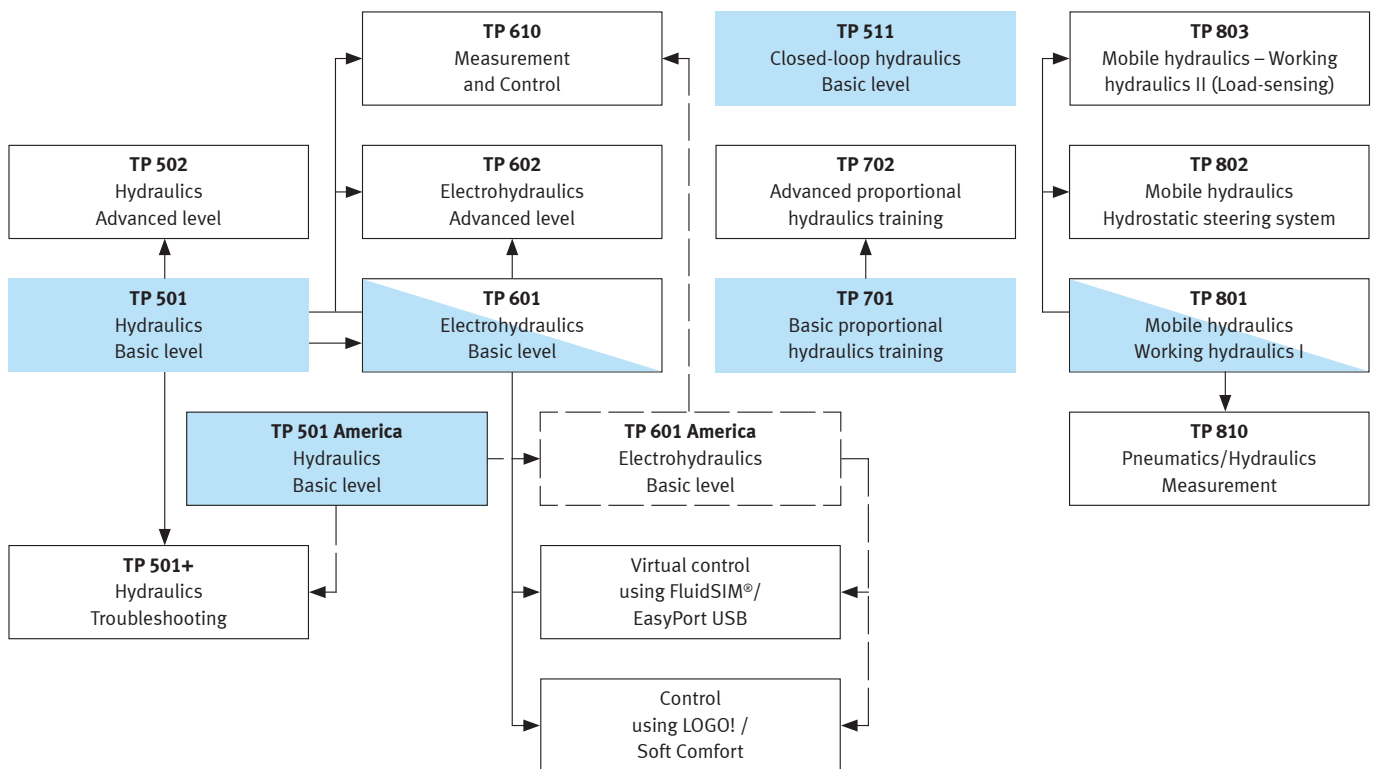 TP 610
Measurement
and Control
TP 511
Closed-loop hydraulics
Basic level
TP 803
Mobile hydraulics – Working
hydraulics II (Load-sensing)
TP 502
Hydraulics
Advanced level
TP 602
Electrohydraulics
Advanced level
TP 702
Advanced proportional
hydraulics training
TP 802
Mobile hydraulics
Hydrostatic steering system
TP 501
Hydraulics
Basic level
TP 601
Electrohydraulics
Basic level
TP 701
Basic proportional
hydraulics training
TP 801
Mobile hydraulics
Working hydraulics I
TP 501 America
Hydraulics
Basic level
TP 601 America
Electrohydraulics
Basic level
TP 810
Pneumatics/Hydraulics
Measurement
TP 501+
Hydraulics
Troubleshooting
Virtual control
using FluidSIM®/
EasyPort USB
Control
using LOGO! /
Soft Comfort